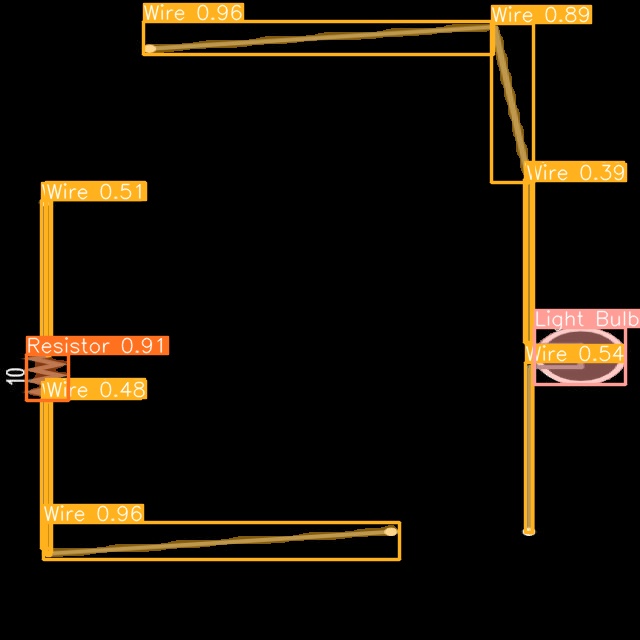 Wire 0.96
Wire 0.89
Wire 0.39
Wire 0.51
Light Bulb
Resistor 0.91
Wire 0.54
10
Wire 0.48
Wire 0.96